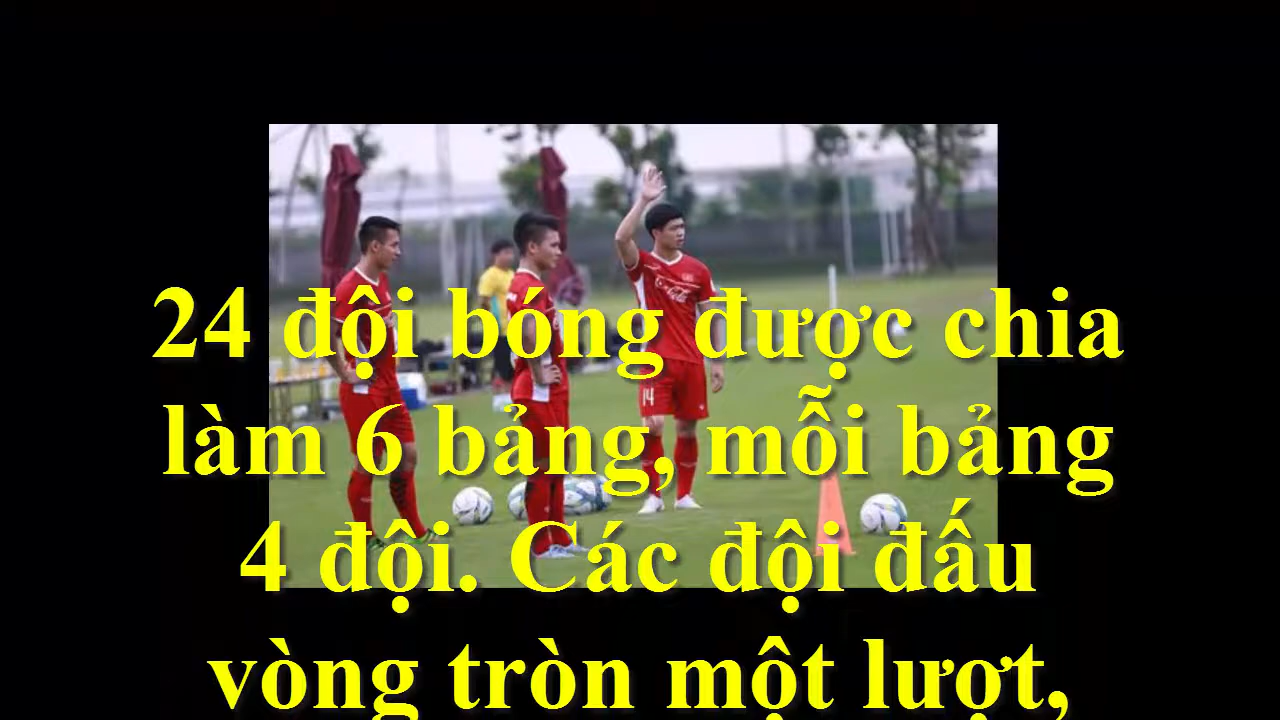 24 đội bóng được chia
làm 6 bảng, mỗi bảng
4 đội. Các đội đấu
vòng tròn một lượt,
14